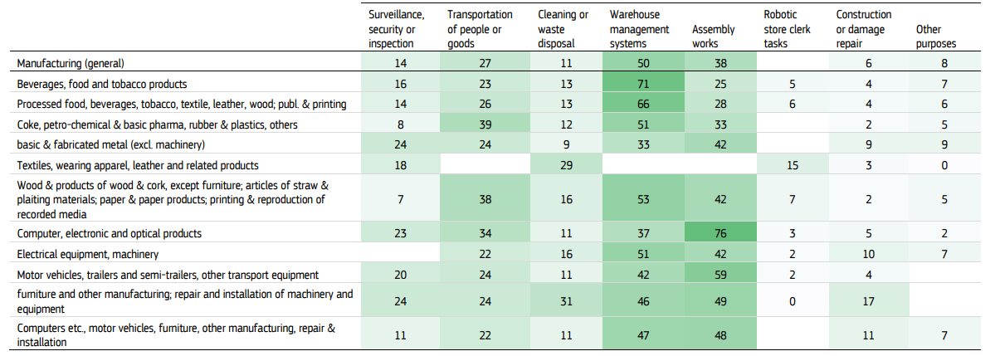 Surveillance, security or inspection | Transportation of people or goods | Cleaning or waste disposal | Warehouse management systems | Assembly works | Robotic store clerk tasks | Construction or damage repair | Other purposes
Manufacturing (general) 14 27 11 50 38 6 8
Beverages, food and tobacco products 16 23 13 71 25 5 4 7
Processed food, beverages, tobacco, textile, leather, wood; publ. & printing 14 26 13 66 28 6 4 6
Coke, petro-chemical & basic pharma, rubber & plastics, others 8 39 12 51 33 2 5
basic & fabricated metal (excl. machinery) 24 24 9 33 42 9 9
Textiles, wearing apparel, leather and related products 18 29 15 3 0
Wood & products of wood & cork, except furniture; articles of straw &
plaiting materials; paper & paper products; printing & reproduction of 7 38 16 53 42 7 2 5
recorded media
Computer, electronic and optical products 23 34 11 37 76 3 5 2
Electrical equipment, machinery 22 16 51 42 2 10 7
Motor vehicles, trailers and semi-trailers, other transport equipment 20 24 11 42 59 2 4
furniture and other manufacturing; repair and installation of machinery and
equipment 24 24 31 46 49 0 17
Computers etc., motor vehicles, furniture, other manufacturing, repair &
installation 11 22 11 47 48 11 7